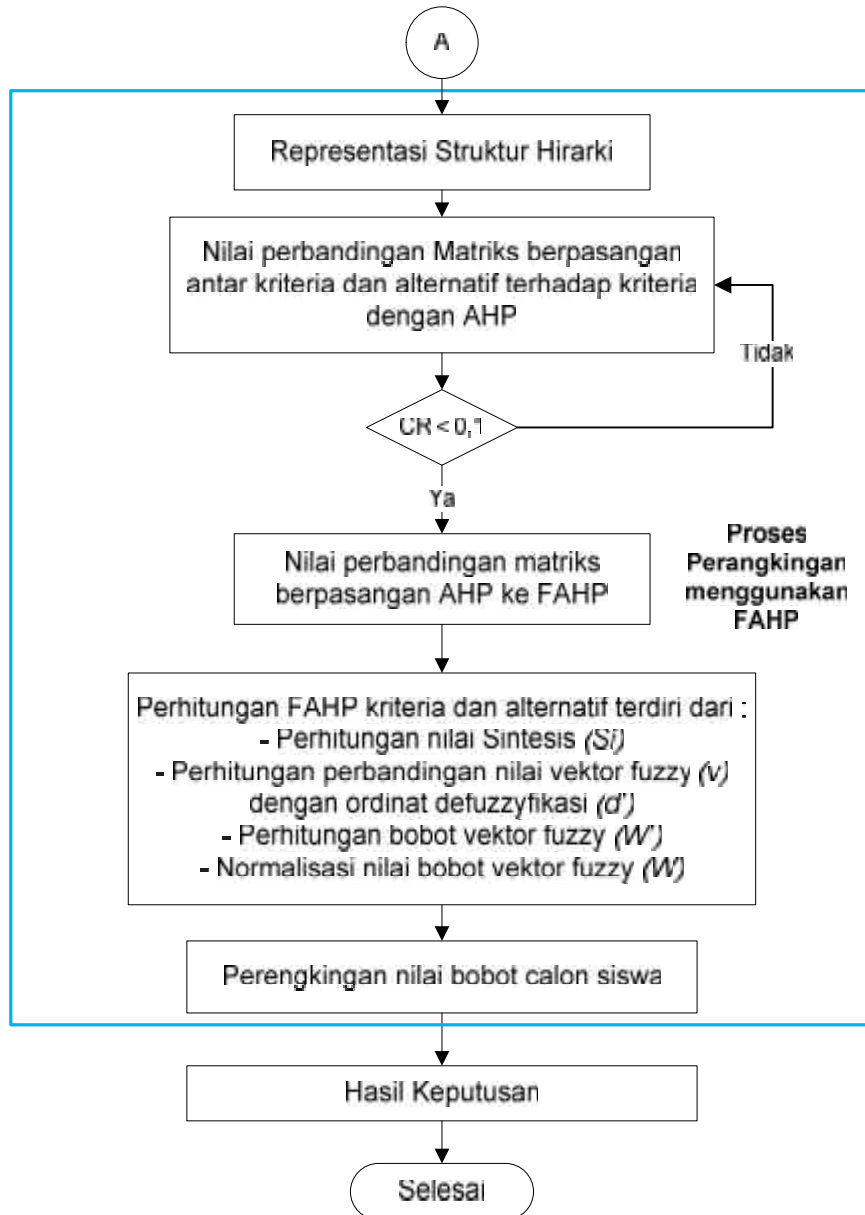 A
Representasi Struktur Hirarki
Nilai perbandingan Matriks berpasangan
antar kriteria dan alternatif terhadap kriteria
dengan AHP
Tidak
CR < 0,1
Ya
Nilai perbandingan matriks
berpasangan AHP ke FAHP
Proses
Perangkingan
menggunakan
FAHP
Perhitungan FAHP kriteria dan alternatif terdiri dari :
- Perhitungan nilai Sintesis (Si)
- Perhitungan perbandingan nilai vektor fuzzy (v)
dengan ordinat defuzzyfikasi (d')
- Perhitungan bobot vektor fuzzy (W')
- Normalisasi nilai bobot vektor fuzzy (W)
Perengkingan nilai bobot calon siswa
Hasil Keputusan
Selesai